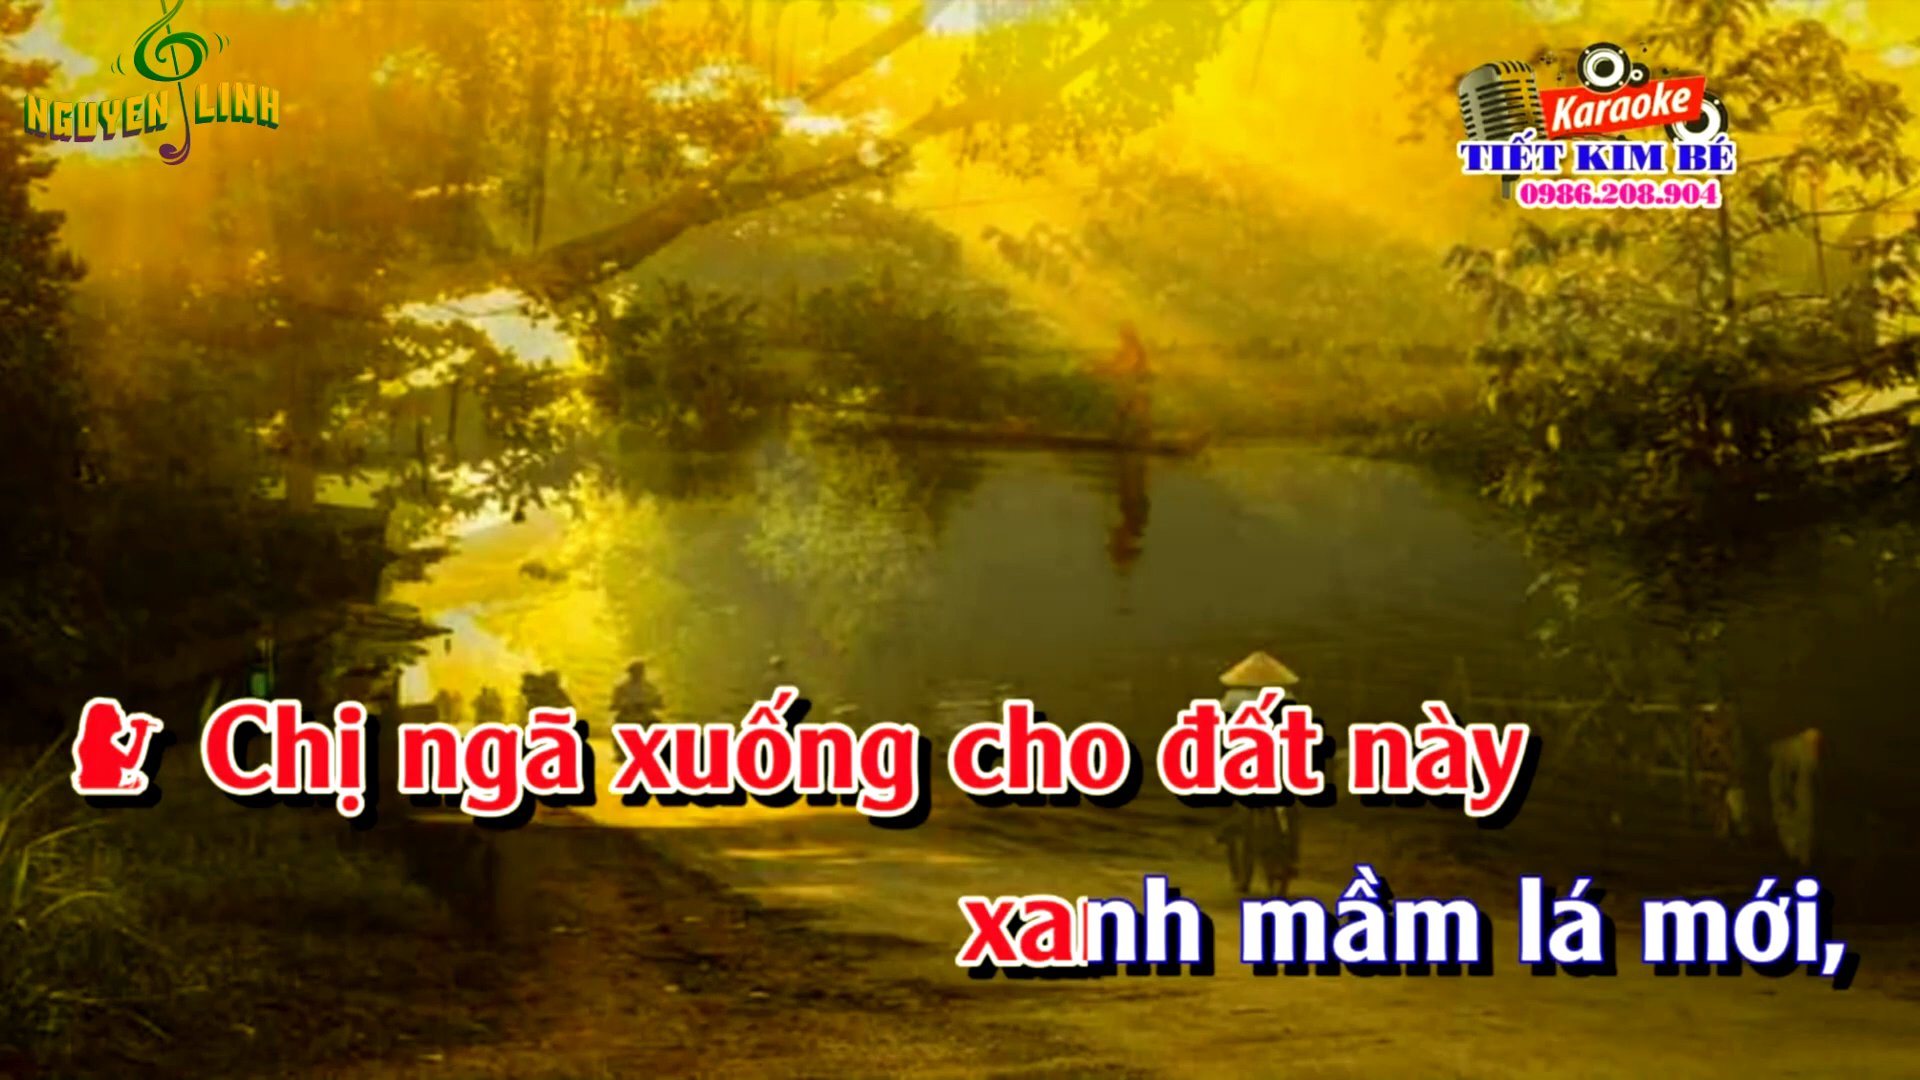 NGUYEN LINH
Karaoke
TIẾT KIM BÉ
0986.208.904
Chị ngã xuống cho đất này
xanh mầm lá mới,